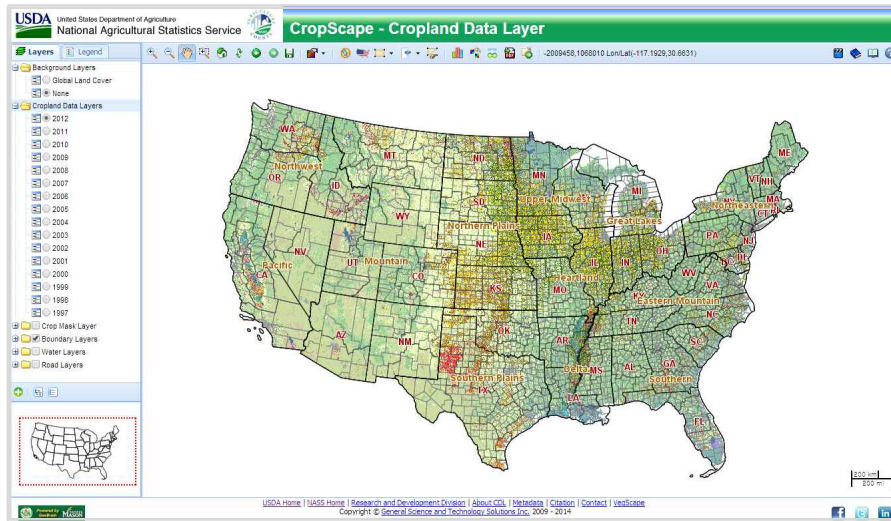 USDA
United States Department of Agriculture
National Agricultural Statistics Service
CropScape - Cropland Data Layer
Layers
Legend
-2009458,1068010 Lon/Lat(-117.1929,30.6631)
Background Layers
Global Land Cover
None
Cropland Data Layers
2012
2011
2010
2009
2008
2007
2006
2005
2004
2003
2002
2001
2000
1999
1998
1997
Crop Mask Layer
Boundary Layers
Water Layers
Road Layers
WA
MT
ND
MN
ME
Northwest
OR
ID
SD
Upper Midwest
MI
VT NH
MA
Northeastern
WY
Northern Plains
Great Lakes
CT
NE
IA
PA
NJ
NV
UT
Mountain
CO
IL
IN
OH
DE
Pacific
CA
KS
Heartland
MO
WV
VA
KY
Eastern Mountain
AZ
NM
OK
AR
TN
NC
SC
Southern Plains
TX
Delta
MS
AL
GA
Southern
LA
FL
200 km
200 mi
USDA Home | NASS Home | Research and Development Division | About CDL | Metadata | Citation | Contact | VegScape
Copyright © General Science and Technology Solutions Inc. 2009 - 2014
Powered by
MASON